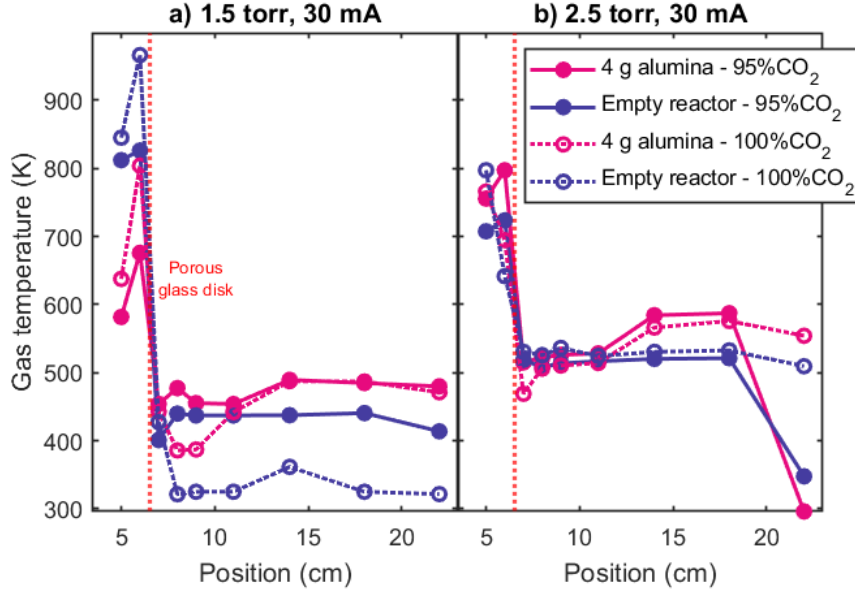 a) 1.5 torr, 30 mA
b) 2.5 torr, 30 mA
4 g alumina - 95%CO₂
Empty reactor - 95%CO₂
4 g alumina - 100%CO₂
Empty reactor - 100%CO₂
Gas temperature (K)
900
800
700
600
500
400
300
Porous
glass disk
5 10 15 20
5 10 15 20
Position (cm)
Position (cm)